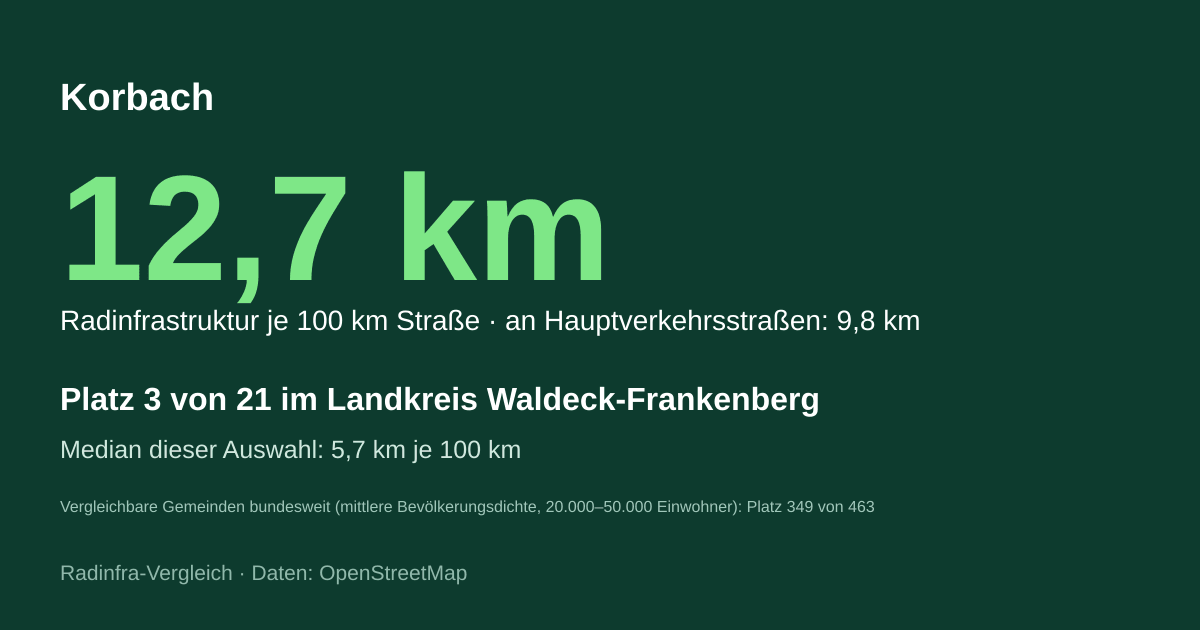 Korbach
12,7 km
Radinfrastruktur je 100 km Straße · an Hauptverkehrsstraßen: 9,8 km
Platz 3 von 21 im Landkreis Waldeck-Frankenberg
Median dieser Auswahl: 5,7 km je 100 km
Vergleichbare Gemeinden bundesweit (mittlere Bevölkerungsdichte, 20.000–50.000 Einwohner): Platz 349 von 463
Radinfra-Vergleich · Daten: OpenStreetMap